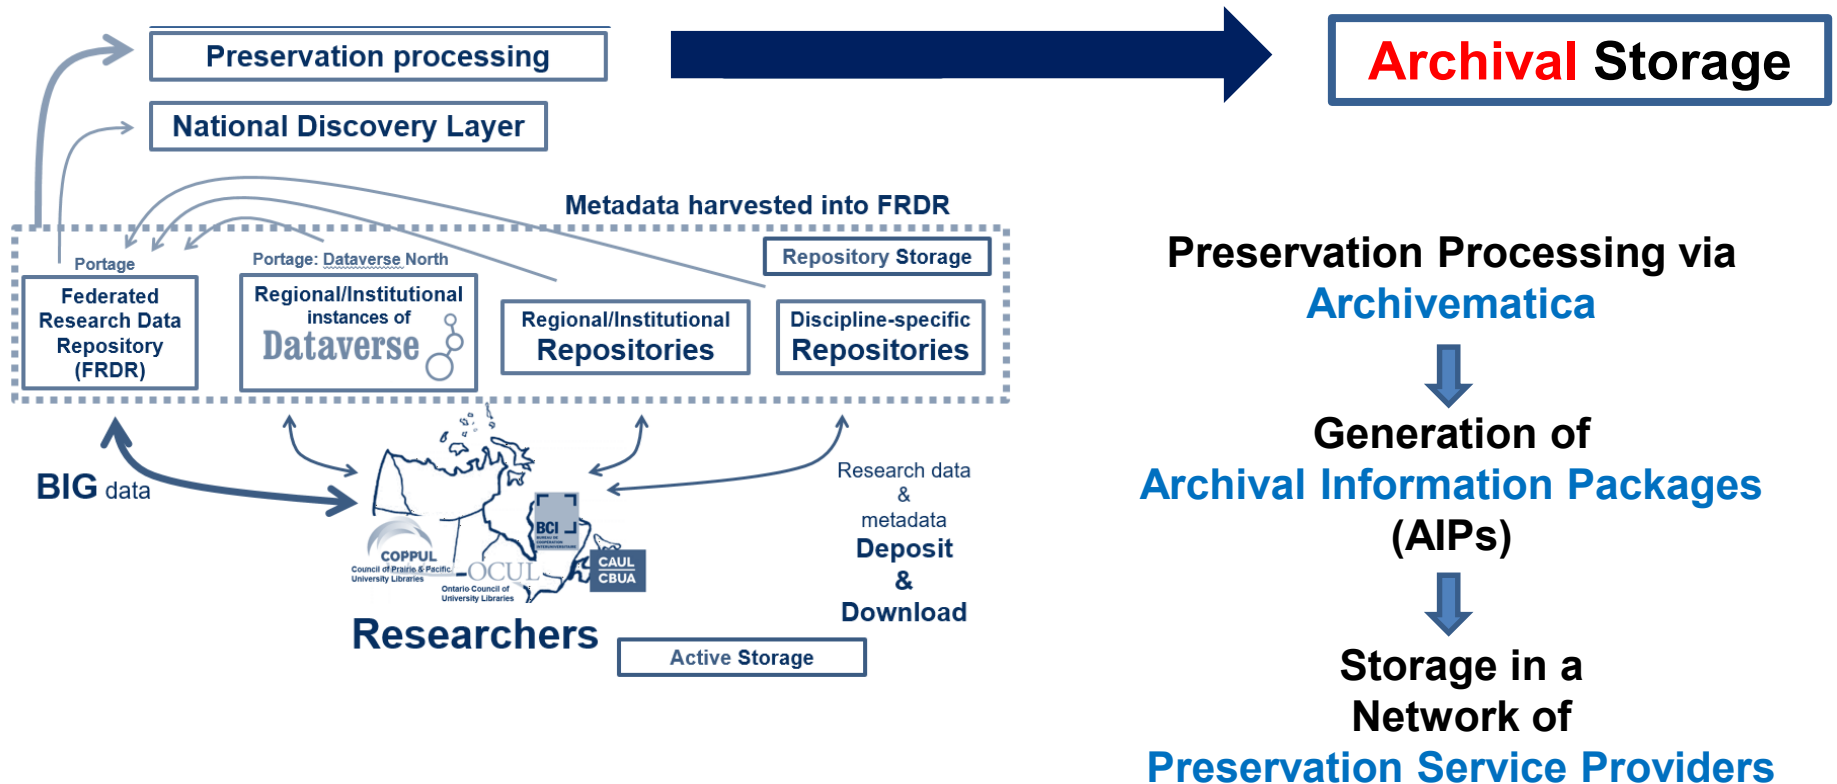 Preservation processing
Archival Storage
National Discovery Layer
Metadata harvested into FRDR
Repository Storage
Portage
Federated
Research Data
Repository
(FRDR)
Portage: Dataverse North
Regional/Institutional
instances of
Dataverse
Regional/Institutional
Repositories
Discipline-specific
Repositories
BIG data
COPPUL
Council of Prairie & Pacific
University Libraries
OCUL
Ontario Council of
University Libraries
BCI
BUREAU DE
COOPÉRATION
INTERUNIVERSITAIRE
CAUL
CBUA
Researchers
Research data
&
metadata
Deposit
&
Download
Active Storage
Preservation Processing via
Archivematica
Generation of
Archival Information Packages
(AIPs)
Storage in a
Network of
Preservation Service Providers